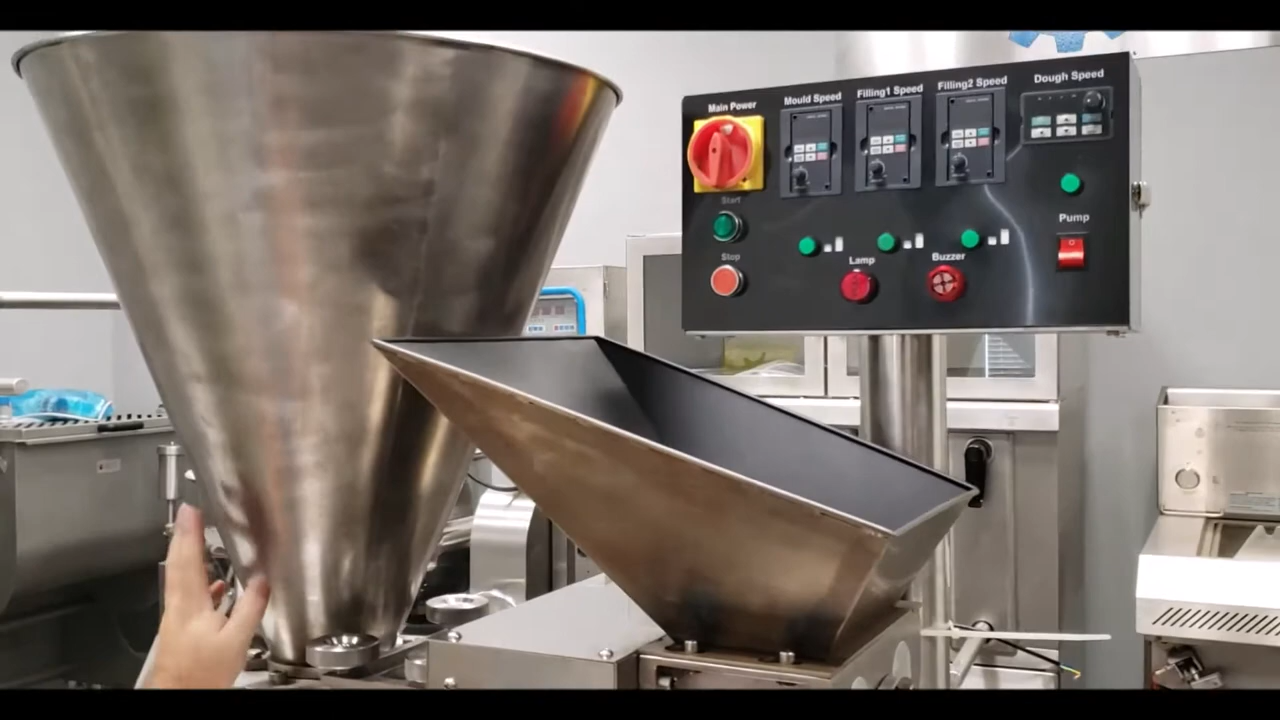 Main Power
Mould Speed
Filling1 Speed
Filling2 Speed
Dough Speed
Start
Stop
Lamp
Buzzer
Pump